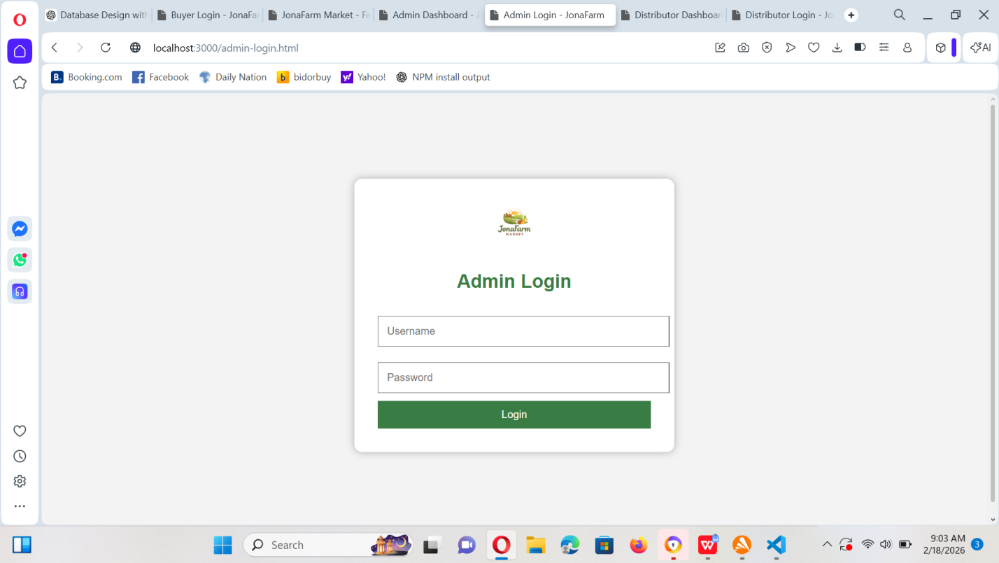 Database Design with
Buyer Login - JonaFar
JonaFarm Market - Fa
Admin Dashboard - J
Admin Login - JonaFarm
Distributor Dashboar
Distributor Login - Jo
localhost:3000/admin-login.html
AI
B. Booking.com
Facebook
Daily Nation
b bidorbuy
y! Yahoo!
NPM install output
JonaFarm
MARKET
Admin Login
Username
Password
Login
Search
W
9:03 AM
2/18/2026
3